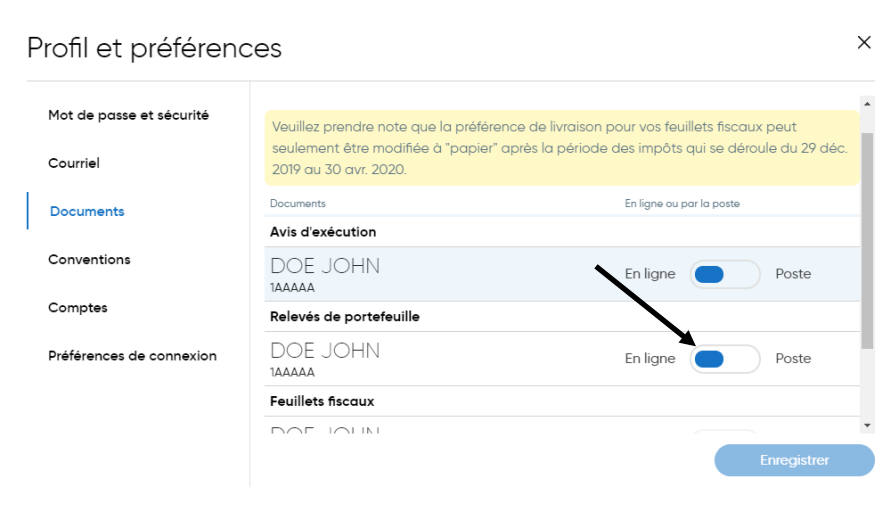 Profil et préférences
Mot de passe et sécurité
Courriel
Documents
Conventions
Comptes
Préférences de connexion
Veuillez prendre note que la préférence de livraison pour vos feuillets fiscaux peut
seulement être modifiée à "papier" après la période des impôts qui se déroule du 29 déc.
2019 au 30 avr. 2020.
Documents En ligne ou par la poste
Avis d'exécution
DOE JOHN
1AAAAA
En ligne Poste
Relevés de portefeuille
DOE JOHN
1AAAAA
En ligne Poste
Feuillets fiscaux
DOE JOHN
Enregistrer